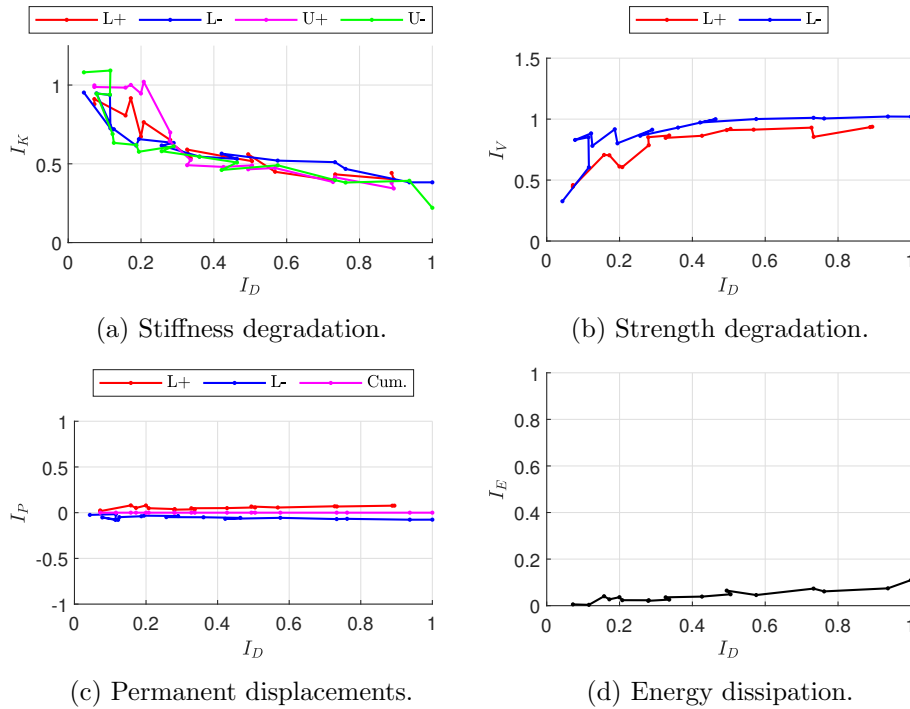 L+ L- U+ U-
L+ L-
1
0.5
0
I_K
0 0.2 0.4 0.6 0.8 1
I_D
1.5
1
0.5
0
I_V
0 0.2 0.4 0.6 0.8 1
I_D
(a) Stiffness degradation.
(b) Strength degradation.
L+ L- Cum.
1
0.5
0
-0.5
-1
I_P
0 0.2 0.4 0.6 0.8 1
I_D
1
0.8
0.6
0.4
0.2
0
I_E
0 0.2 0.4 0.6 0.8 1
I_D
(c) Permanent displacements.
(d) Energy dissipation.